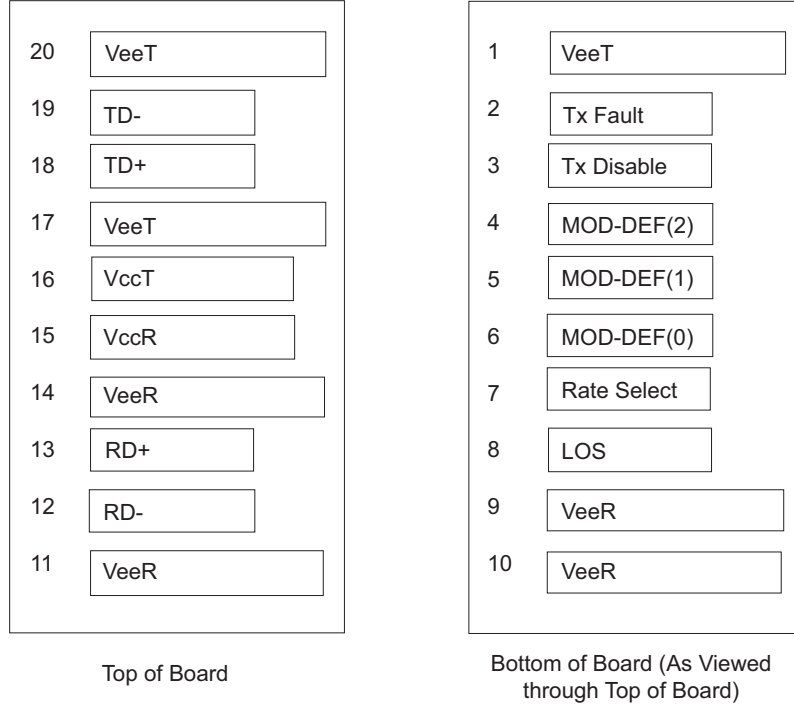 20 VeeT
19 TD-
18 TD+
17 VeeT
16 VccT
15 VccR
14 VeeR
13 RD+
12 RD-
11 VeeR
Top of Board
1 VeeT
2 Tx Fault
3 Tx Disable
4 MOD-DEF(2)
5 MOD-DEF(1)
6 MOD-DEF(0)
7 Rate Select
8 LOS
9 VeeR
10 VeeR
Bottom of Board (As Viewed
through Top of Board)